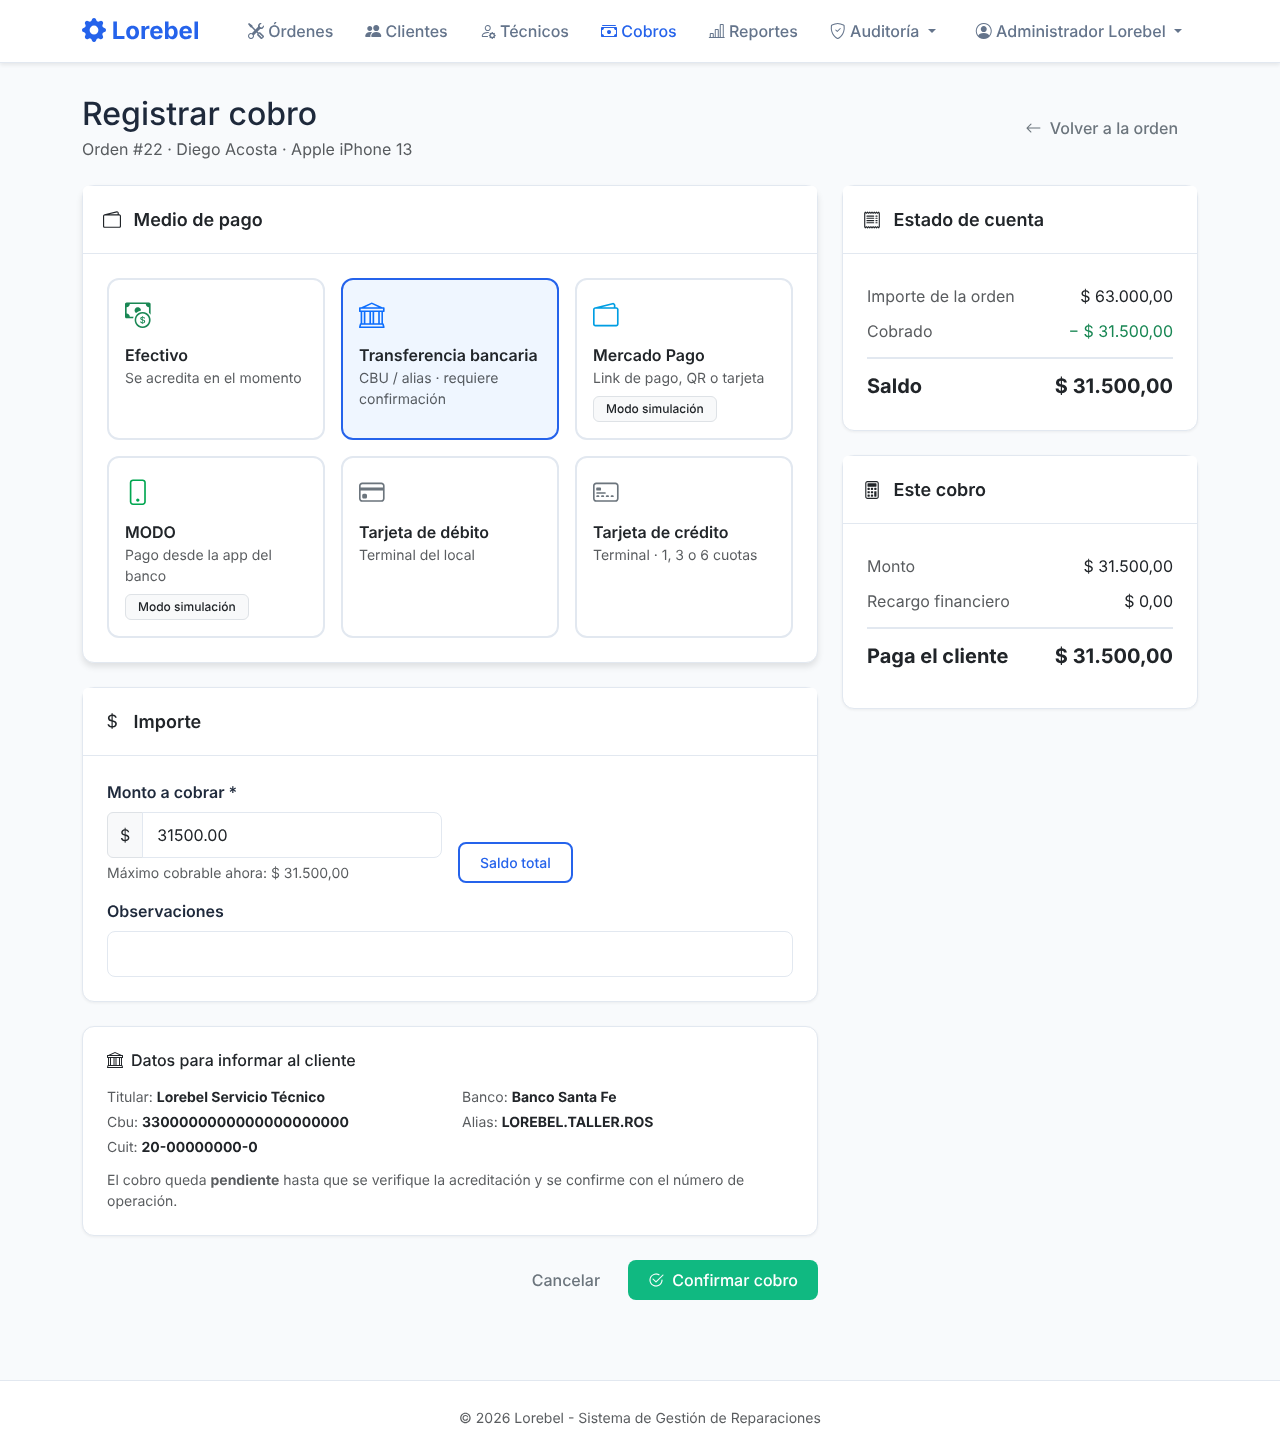 Lorebel
Órdenes
Clientes
Técnicos
Cobros
Reportes
Auditoría
Administrador Lorebel
Registrar cobro
Orden #22 · Diego Acosta · Apple iPhone 13
Volver a la orden
Medio de pago
Efectivo
Se acredita en el momento
Transferencia bancaria
CBU / alias · requiere
confirmación
Mercado Pago
Link de pago, QR o tarjeta
Modo simulación
MODO
Pago desde la app del
banco
Modo simulación
Tarjeta de débito
Terminal del local
Tarjeta de crédito
Terminal · 1, 3 o 6 cuotas
Estado de cuenta
Importe de la orden $ 63.000,00
Cobrado − $ 31.500,00
Saldo $ 31.500,00
Este cobro
Monto $ 31.500,00
Recargo financiero $ 0,00
Paga el cliente $ 31.500,00
$ Importe
Monto a cobrar *
$ 31500.00
Máximo cobrable ahora: $ 31.500,00
Saldo total
Observaciones
Datos para informar al cliente
Titular: Lorebel Servicio Técnico
Banco: Banco Santa Fe
Cbu: 3300000000000000000000
Alias: LOREBEL.TALLER.ROS
Cuit: 20-00000000-0
El cobro queda pendiente hasta que se verifique la acreditación y se confirme con el número de
operación.
Cancelar
Confirmar cobro
© 2026 Lorebel - Sistema de Gestión de Reparaciones